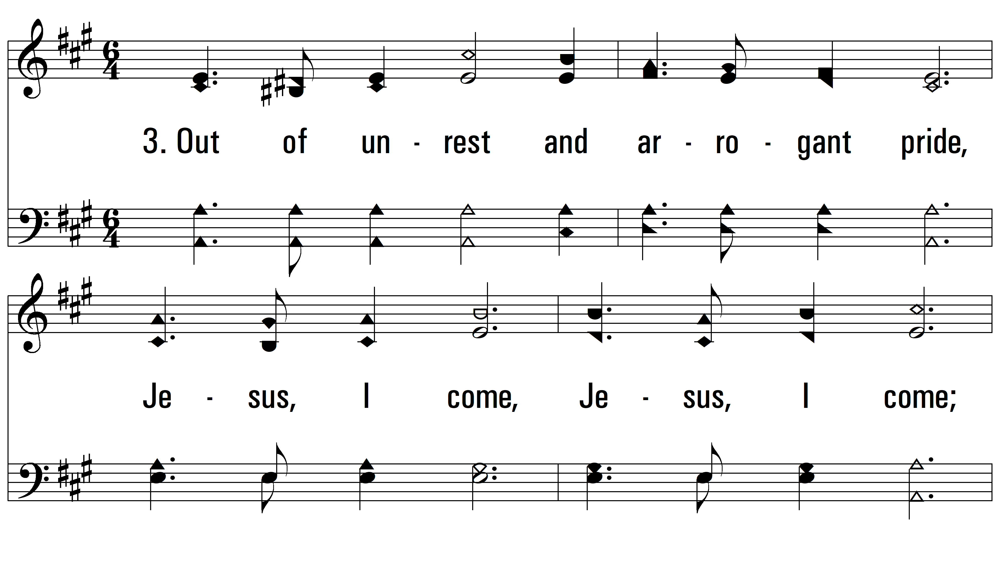 3. Out of un - rest and ar - ro - gant pride,
Je - sus, I come, Je - sus, I come;